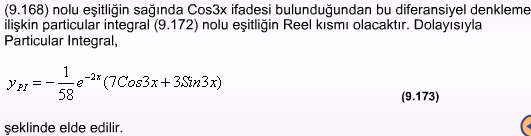 (9.168) nolu eşitliğin sağında Cos3x ifadesi bulunduğundan bu diferansiyel denkleme
ilişkin particular integral (9.172) nolu eşitliğin Reel kısmı olacaktır. Dolayısıyla
Particular Integral,
y_{PI} = -\frac{1}{58} e^{-2x} (7Cos3x + 3Sin3x)
(9.173)
şeklinde elde edilir.